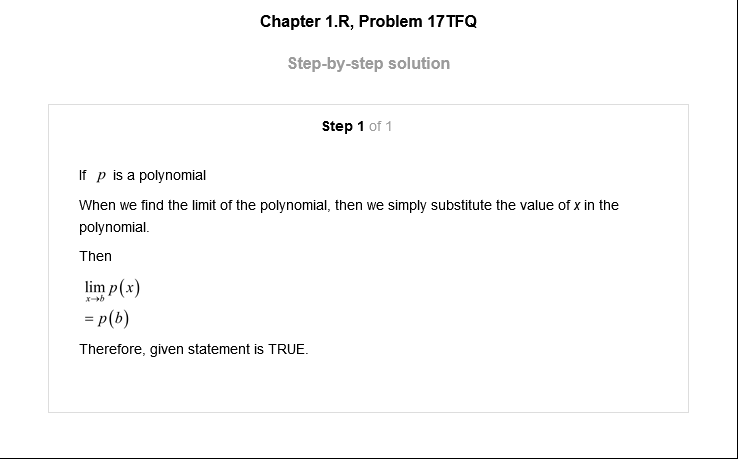 Chapter 1.R, Problem 17TFQ
Step-by-step solution
Step 1 of 1
If p is a polynomial
When we find the limit of the polynomial, then we simply substitute the value of x in the
polynomial.
Then
lim p(x)
x→b
= p(b)
Therefore, given statement is TRUE.